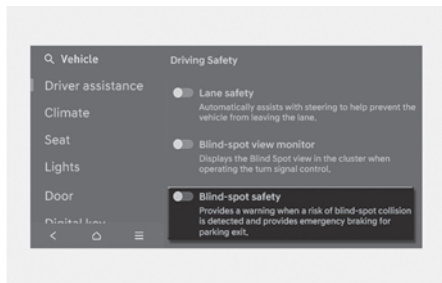 Vehicle
Driver assistance
Climate
Seat
Lights
Door
Digital key
Driving Safety
Lane safety
Automatically assists with steering to help prevent the
vehicle from leaving the lane.
Blind-spot view monitor
Displays the Blind Spot view in the cluster when
operating the turn signal control.
Blind-spot safety
Provides a warning when a risk of blind-spot collision
is detected and provides emergency braking for
parking exit.